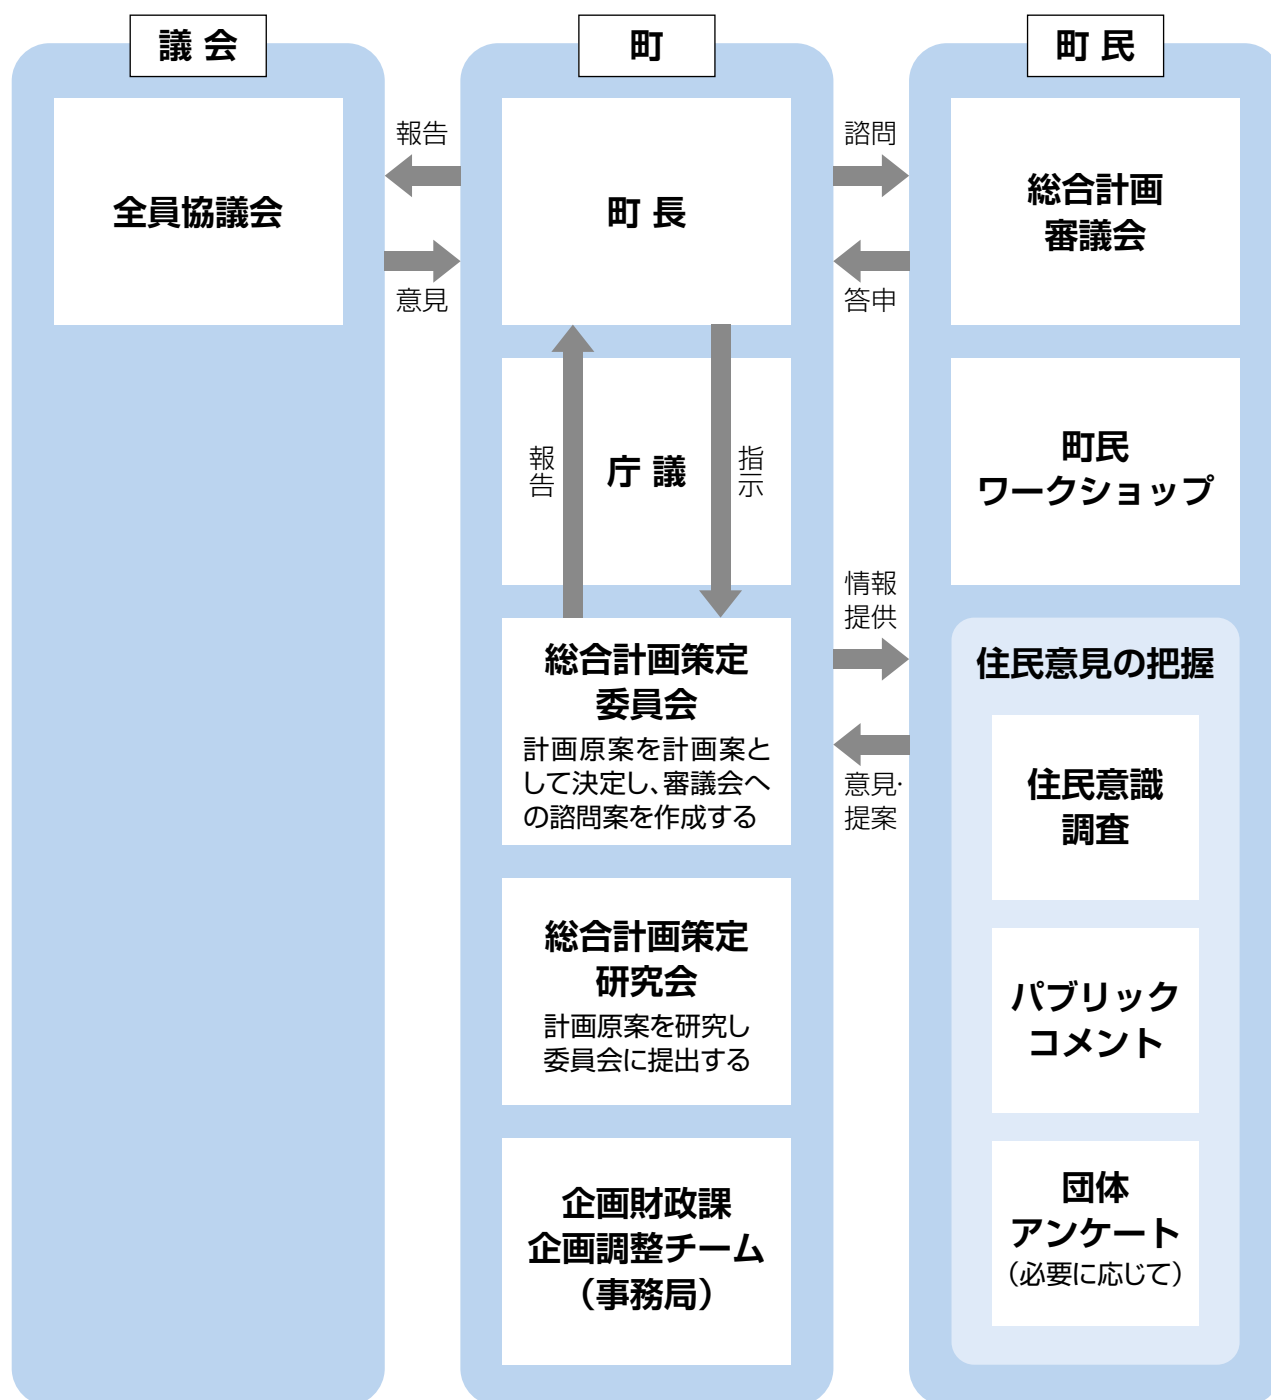 議会
全員協議会
報告
意見
町
町長
報告
庁議
指示
総合計画策定
委員会
計画原案を計画案と
して決定し、審議会へ
の諮問案を作成する
総合計画策定
研究会
計画原案を研究し
委員会に提出する
企画財政課
企画調整チーム
（事務局）
諮問
答申
情報
提供
意見・
提案
町民
総合計画
審議会
町民
ワークショップ
住民意見の把握
住民意識
調査
パブリック
コメント
団体
アンケート
（必要に応じて）